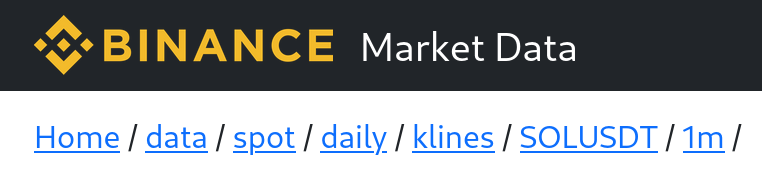 BINANCE Market Data
Home / data / spot / daily / klines / SOLUSDT / 1m /